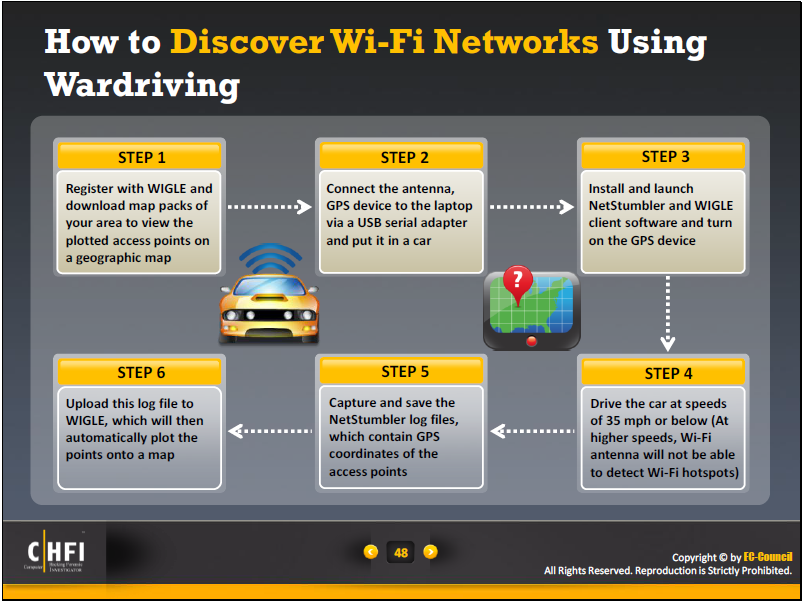 How to Discover Wi-Fi Networks Using
Wardriving
STEP 1
Register with WIGLE and
download map packs of
your area to view the
plotted access points on
a geographic map
STEP 2
Connect the antenna,
GPS device to the laptop
via a USB serial adapter
and put it in a car
STEP 3
Install and launch
NetStumbler and WIGLE
client software and turn
on the GPS device
?
STEP 4
Drive the car at speeds
of 35 mph or below (At
higher speeds, Wi-Fi
antenna will not be able
to detect Wi-Fi hotspots)
STEP 5
Capture and save the
NetStumbler log files,
which contain GPS
coordinates of the
access points
STEP 6
Upload this log file to
WIGLE, which will then
automatically plot the
points onto a map
CHFI
Computer Hacking Forensic
INVESTIGATOR
48
Copyright © by EC-Council
All Rights Reserved. Reproduction is Strictly Prohibited.